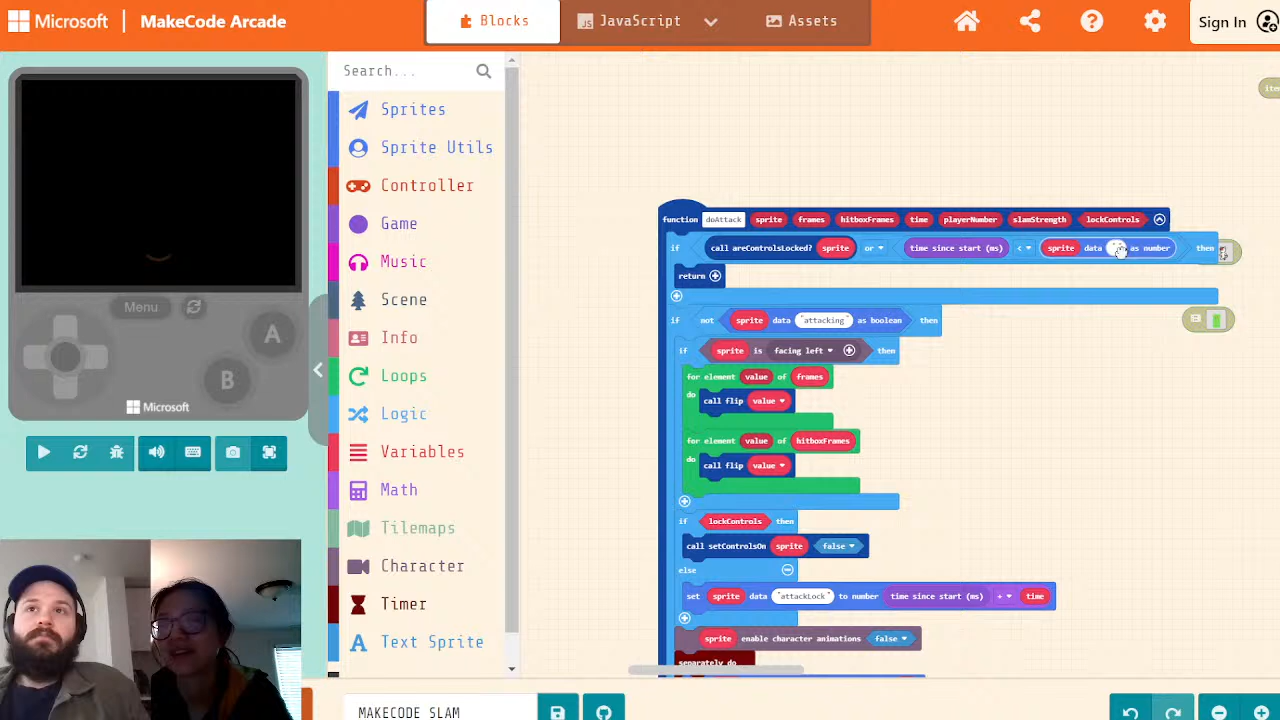 Microsoft | MakeCode Arcade
Blocks
JavaScript
Assets
Sign In
Menu
A
B
Microsoft
Search...
Sprites
Sprite Utils
Controller
Game
Music
Scene
Info
Loops
Logic
Variables
Math
Tilemaps
Character
Timer
Text Sprite
function doAttack sprite frames hitboxFrames time playerNumber slamStrength lockControls
if call areControlsLocked? sprite or time since start (ms) < sprite data "" as number then
return
if not sprite data "attacking" as boolean then
if sprite is facing left then
for element value of frames
do call flip value
for element value of hitboxFrames
do call flip value
if lockControls then
call setControlsOn sprite false
else
set sprite data "attackLock" to number time since start (ms) + time
sprite enable character animations false
separately do
MAKECODE SLAM